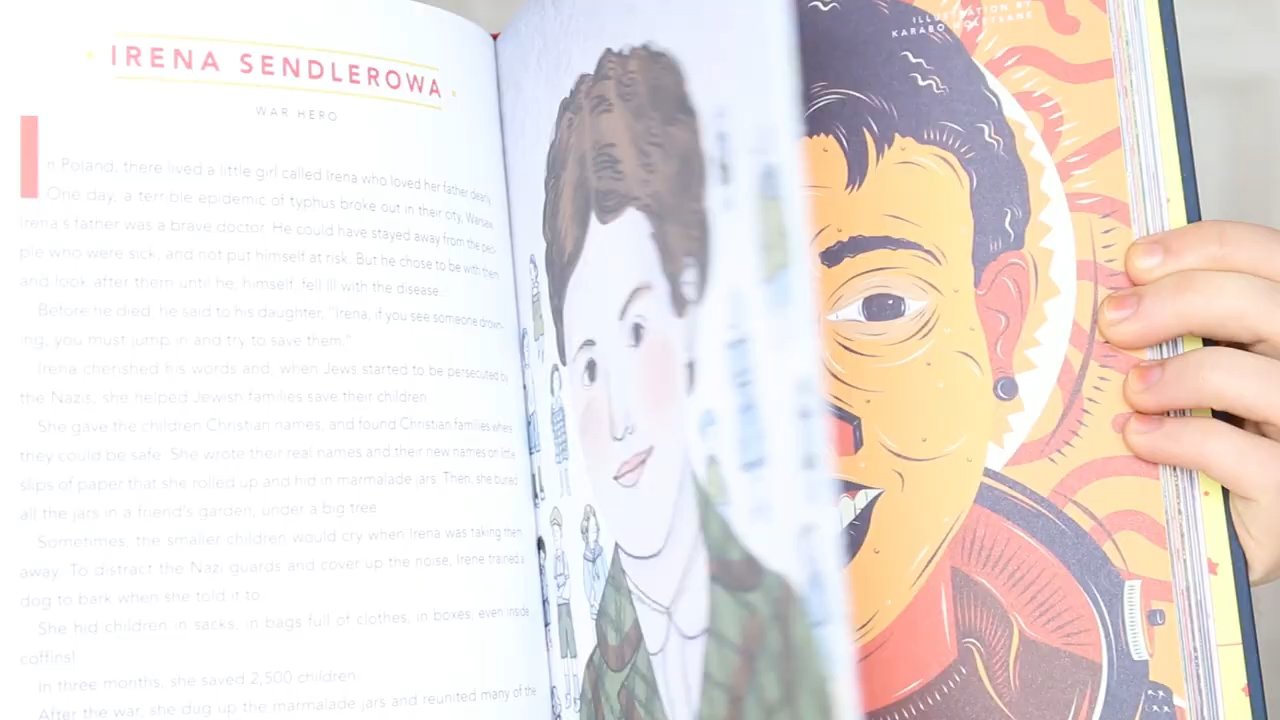 IRENA SENDLEROWA
WAR HERO
In Poland, there lived a little girl called Irena who loved her father dearly.
One day, a terrible epidemic of typhus broke out in their city, Warsaw.
Irena's father was a brave doctor. He could have stayed away from the peo-
ple who were sick, and not put himself at risk. But he chose to be with them
and look after them until he, himself, fell ill with the disease.
Before he died, he said to his daughter, "Irena, if you see someone drown-
ing, you must jump in and try to save them."
Irena cherished his words and, when Jews started to be persecuted by
the Nazis, she helped Jewish families save their children.
She gave the children Christian names, and found Christian families where
they could be safe. She wrote their real names and their new names on little
slips of paper that she rolled up and hid in marmalade jars. Then, she buried
all the jars in a friend's garden, under a big tree.
Sometimes, the smaller children would cry when Irena was taking them
away. To distract the Nazi guards and cover up the noise, Irene trained a
dog to bark when she told it to.
She hid children in sacks, in bags full of clothes, in boxes, even inside
coffins!
In three months, she saved 2,500 children.
After the war, she dug up the marmalade jars and reunited many of the
ILLUSTRATION BY
KARABO